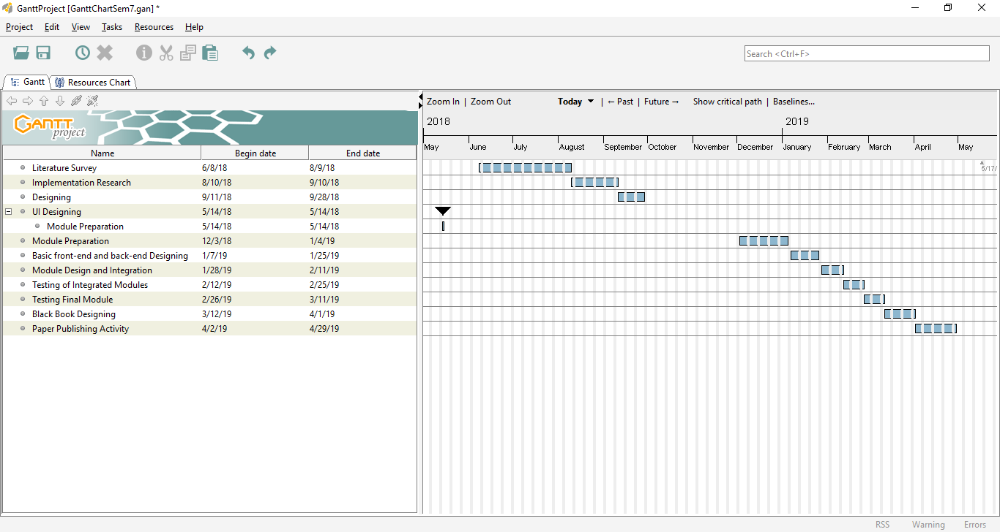 GanttProject [GanttChartSem7.gan] *
Project Edit View Tasks Resources Help
Search <Ctrl+F>
Gantt Resources Chart
Zoom In | Zoom Out Today | ← Past | Future → Show critical path | Baselines...
GANTT project
2018 2019
Name Begin date End date
May June July August September October November December January February March April May
Literature Survey 6/8/18 8/9/18
5/17/
Implementation Research 8/10/18 9/10/18
Designing 9/11/18 9/28/18
UI Designing 5/14/18 5/14/18
Module Preparation 5/14/18 5/14/18
Module Preparation 12/3/18 1/4/19
Basic front-end and back-end Designing 1/7/19 1/25/19
Module Design and Integration 1/28/19 2/11/19
Testing of Integrated Modules 2/12/19 2/25/19
Testing Final Module 2/26/19 3/11/19
Black Book Designing 3/12/19 4/1/19
Paper Publishing Activity 4/2/19 4/29/19
RSS Warning Errors